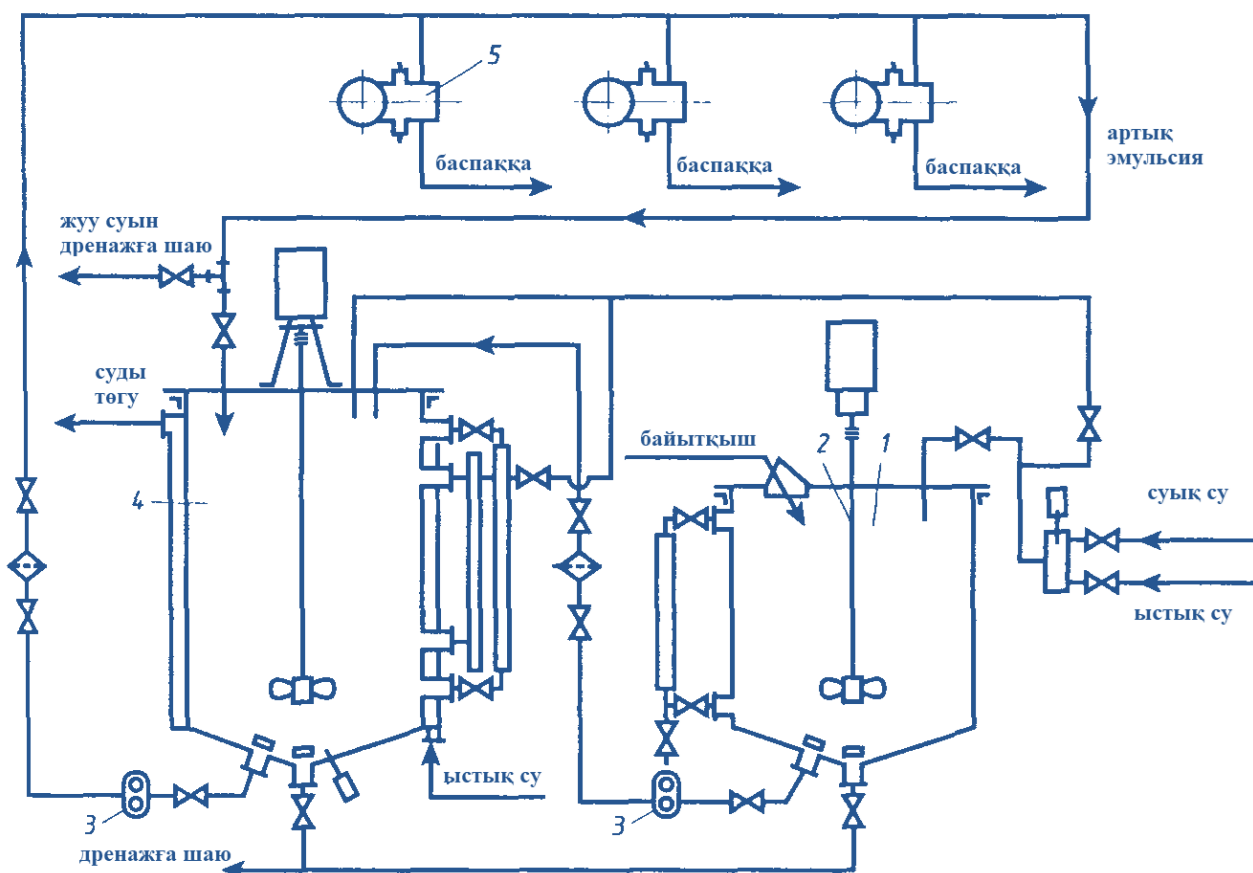 5
баспаққа
баспаққа
баспаққа
артық
эмульсия
жуу суын
дренажға шаю
суды
төгу
4
байытқыш
2
1
суық су
ыстық су
ыстық су
3
3
дренажға шаю